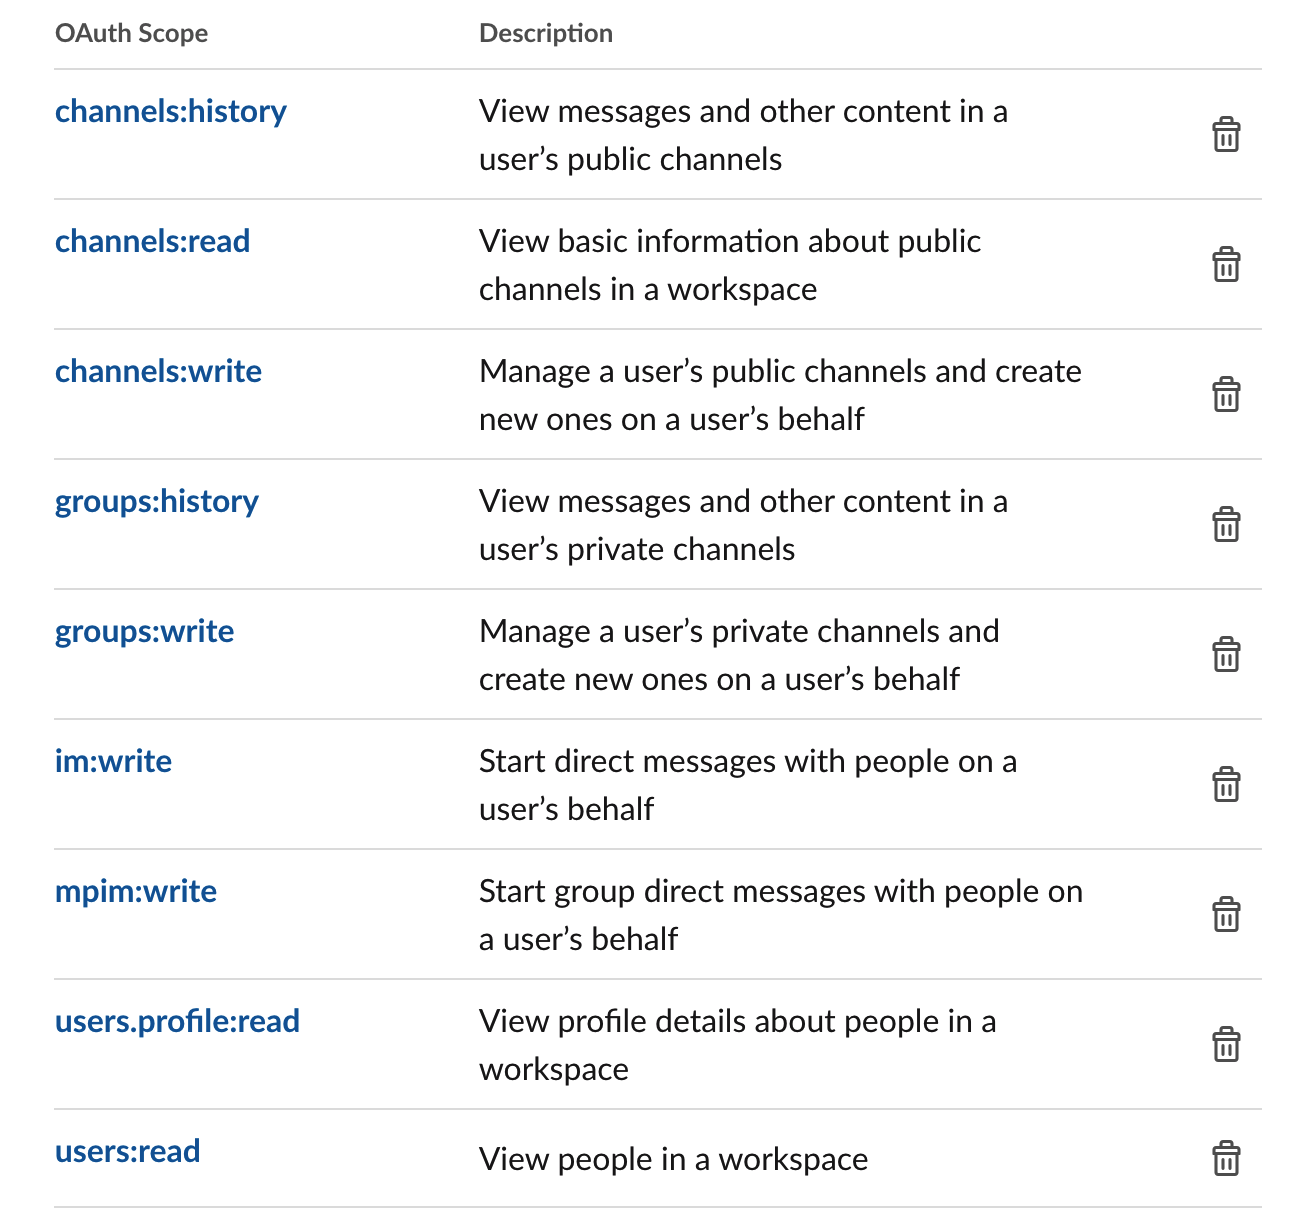 OAuth Scope Description
channels:history View messages and other content in a
user’s public channels
channels:read View basic information about public
channels in a workspace
channels:write Manage a user’s public channels and create
new ones on a user’s behalf
groups:history View messages and other content in a
user’s private channels
groups:write Manage a user’s private channels and
create new ones on a user’s behalf
im:write Start direct messages with people on a
user’s behalf
mpim:write Start group direct messages with people on
a user’s behalf
users.profile:read View profile details about people in a
workspace
users:read View people in a workspace